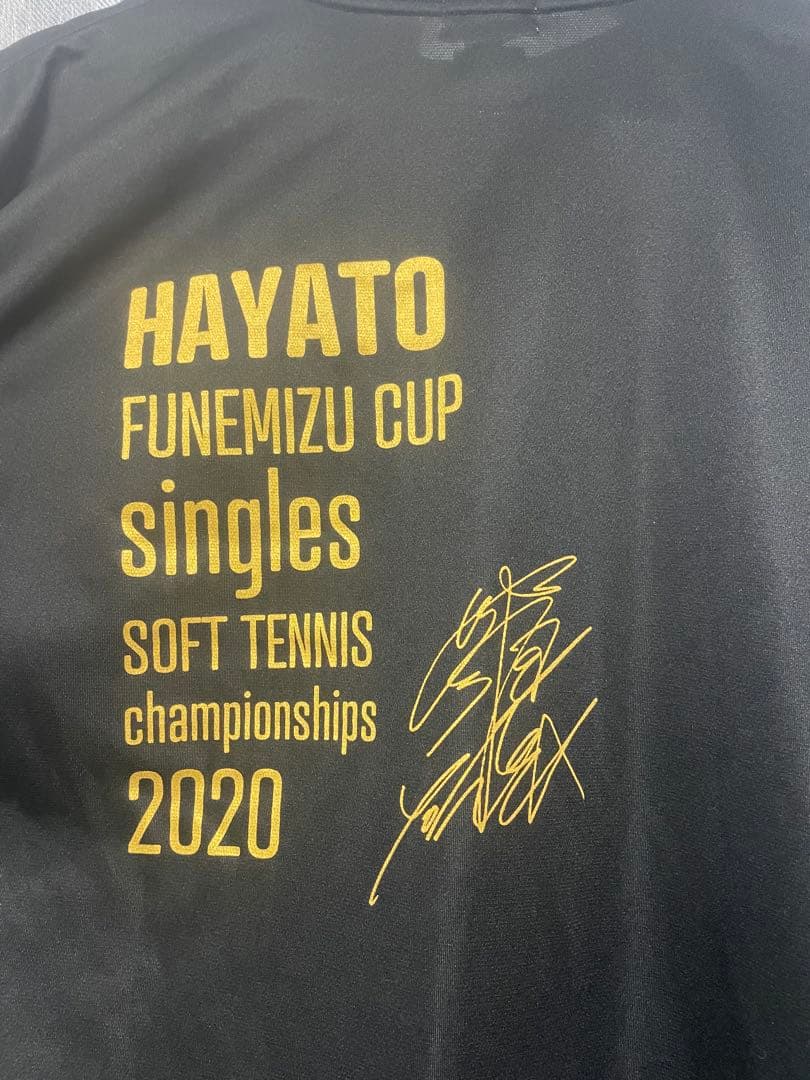 HAYATO
FUNEMIZU CUP
singles
SOFT TENNIS
championships
2020